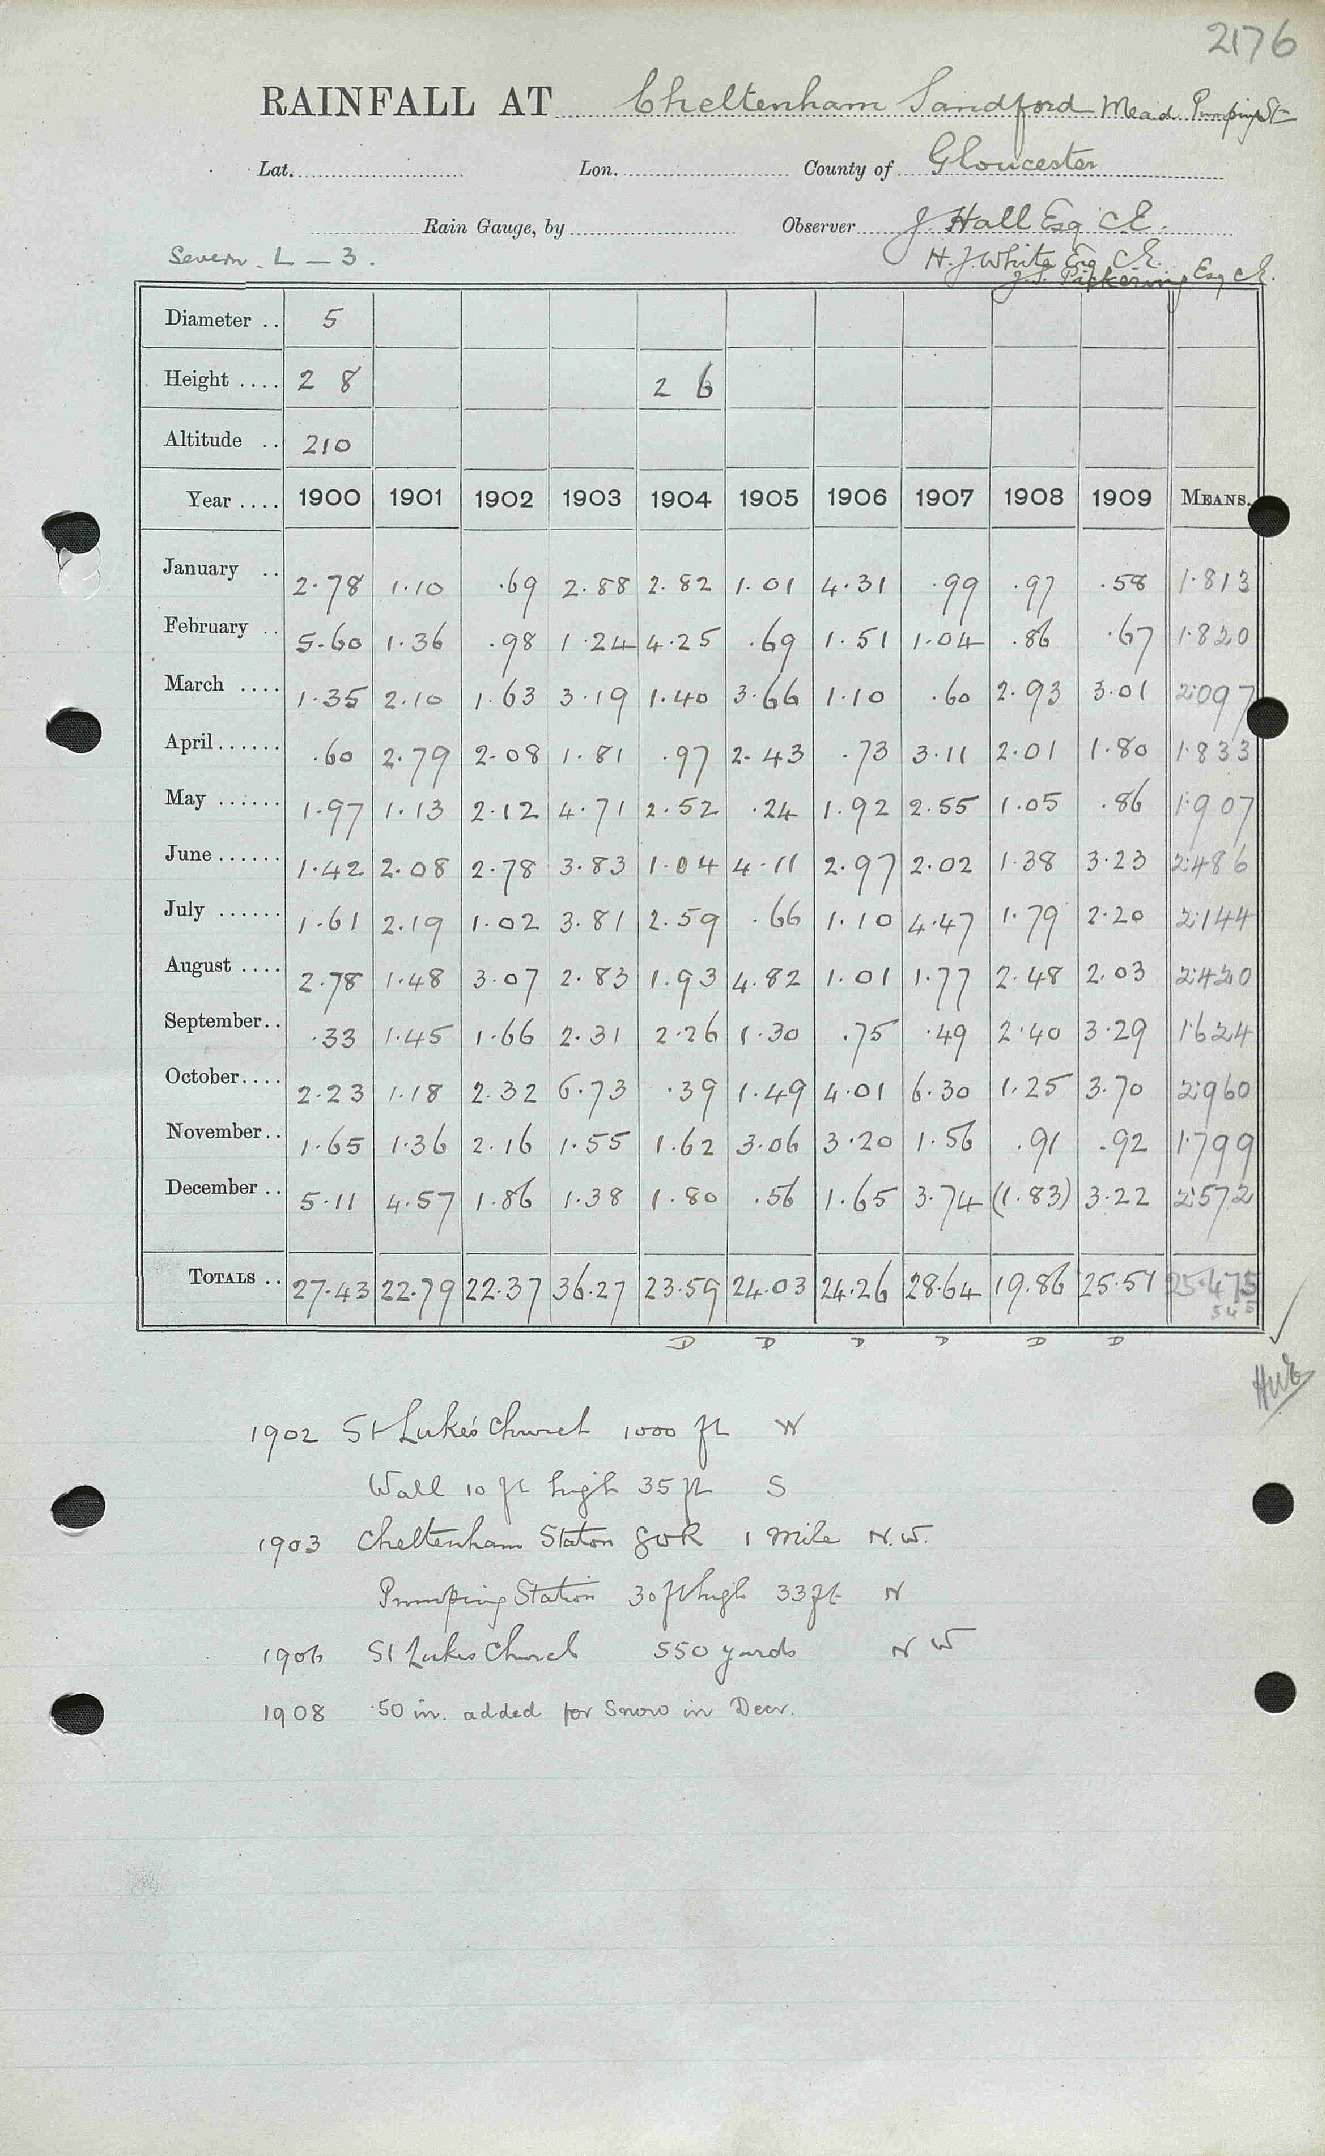 2176
RAINFALL AT Cheltenham Sandford Mead Pumping St
Lat. Lon. County of Gloucester
Rain Gauge, by Observer J. Hall Esq C.E.
Severn. L – 3. H. J. White Esq C.E.
J.S. Pickering Esq C.E.
Diameter .. 5
Height .... 2 8 2 6
Altitude .. 210
Year .... 1900 1901 1902 1903 1904 1905 1906 1907 1908 1909 MEANS.
January .. 2.78 1.10 .69 2.88 2.82 1.01 4.31 .99 .97 .58 1.813
February .. 5.60 1.36 .98 1.24 4.25 .69 1.51 1.04 .86 .67 1.820
March .... 1.35 2.10 1.63 3.19 1.40 3.66 1.10 .60 2.93 3.01 2.097
April ...... .60 2.79 2.08 1.81 .97 2.43 .73 3.11 2.01 1.80 1.833
May ...... 1.97 1.13 2.12 4.71 2.52 .24 1.92 2.55 1.05 .86 1.907
June ...... 1.42 2.08 2.78 3.83 1.04 4.11 2.97 2.02 1.38 3.23 2.486
July ...... 1.61 2.19 1.02 3.81 2.59 .66 1.10 4.47 1.79 2.20 2.144
August .... 2.78 1.48 3.07 2.83 1.93 4.82 1.01 1.77 2.48 2.03 2.420
September.. .33 1.45 1.66 2.31 2.26 1.30 .75 .49 2.40 3.29 1.624
October.... 2.23 1.18 2.32 6.73 .39 1.49 4.01 6.30 1.25 3.70 2.960
November.. 1.65 1.36 2.16 1.55 1.62 3.06 3.20 1.56 .91 .92 1.799
December .. 5.11 4.57 1.86 1.38 1.80 .56 1.65 3.74 (1.83) 3.22 2.572
TOTALS .. 27.43 22.79 22.37 36.27 23.59 24.03 24.26 28.64 19.86 25.51 25.475
D D D D D D
1902 St Luke's Church 1000 ft W
Wall 10 ft high 35 ft S
1903 Cheltenham Station GWR 1 Mile N.W.
Pumping Station 30 ft high 33 ft N
1906 St Lukes Church 550 yards N W
1908 .50 in. added for Snow in Decr.